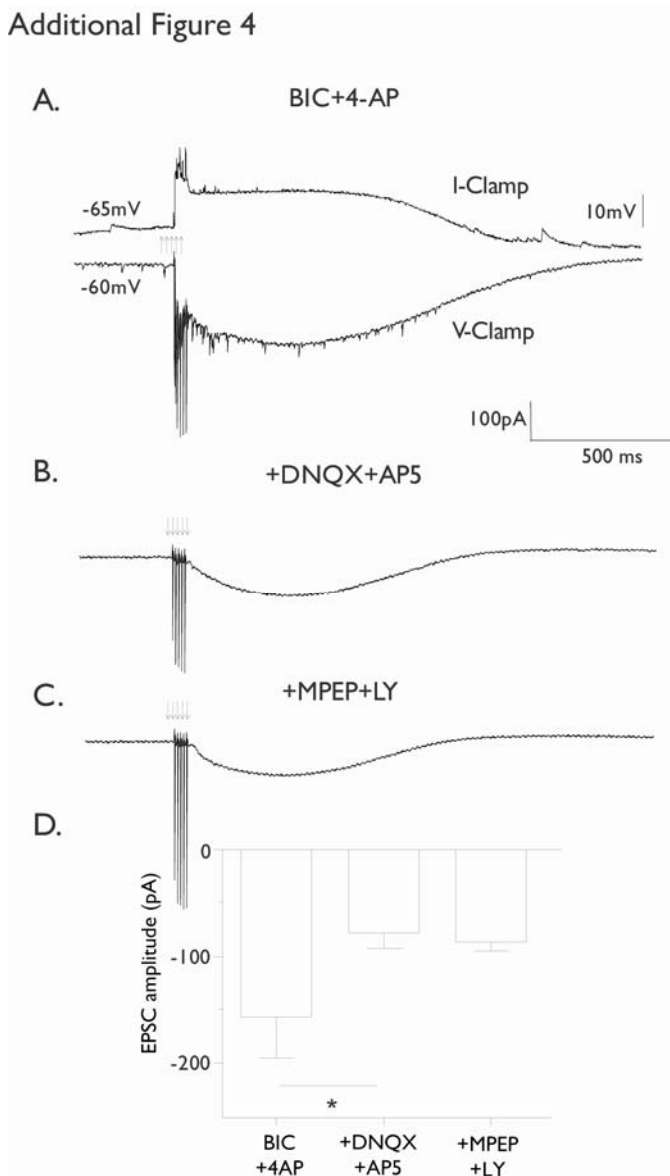 Additional Figure 4
A.
BIC+4-AP
I-Clamp
-65mV
10mV
-60mV
V-Clamp
100pA
500 ms
B.
+DNQX+AP5
C.
+MPEP+LY
D.
EPSC amplitude (pA)
0
-100
-200
*
BIC +DNQX +MPEP
+4AP +AP5 +LY